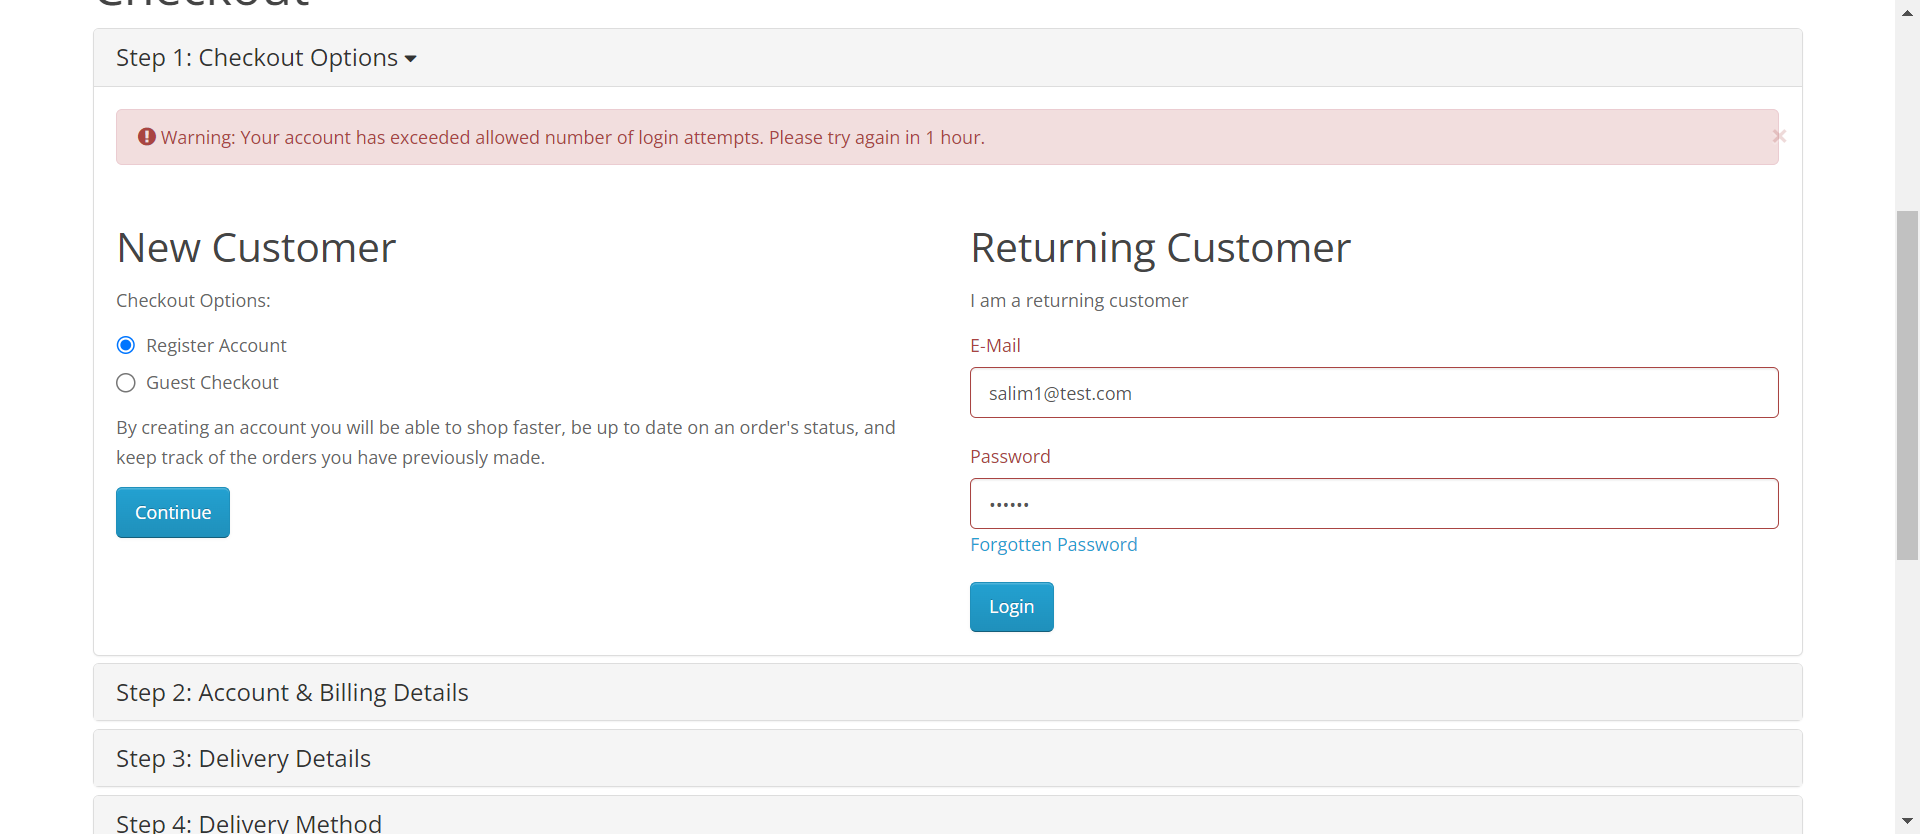 Checkout
Step 1: Checkout Options
Warning: Your account has exceeded allowed number of login attempts. Please try again in 1 hour.
×
New Customer
Checkout Options:
Register Account
Guest Checkout
By creating an account you will be able to shop faster, be up to date on an order's status, and
keep track of the orders you have previously made.
Continue
Returning Customer
I am a returning customer
E-Mail
salim1@test.com
Password
••••••
Forgotten Password
Login
Step 2: Account & Billing Details
Step 3: Delivery Details
Step 4: Delivery Method